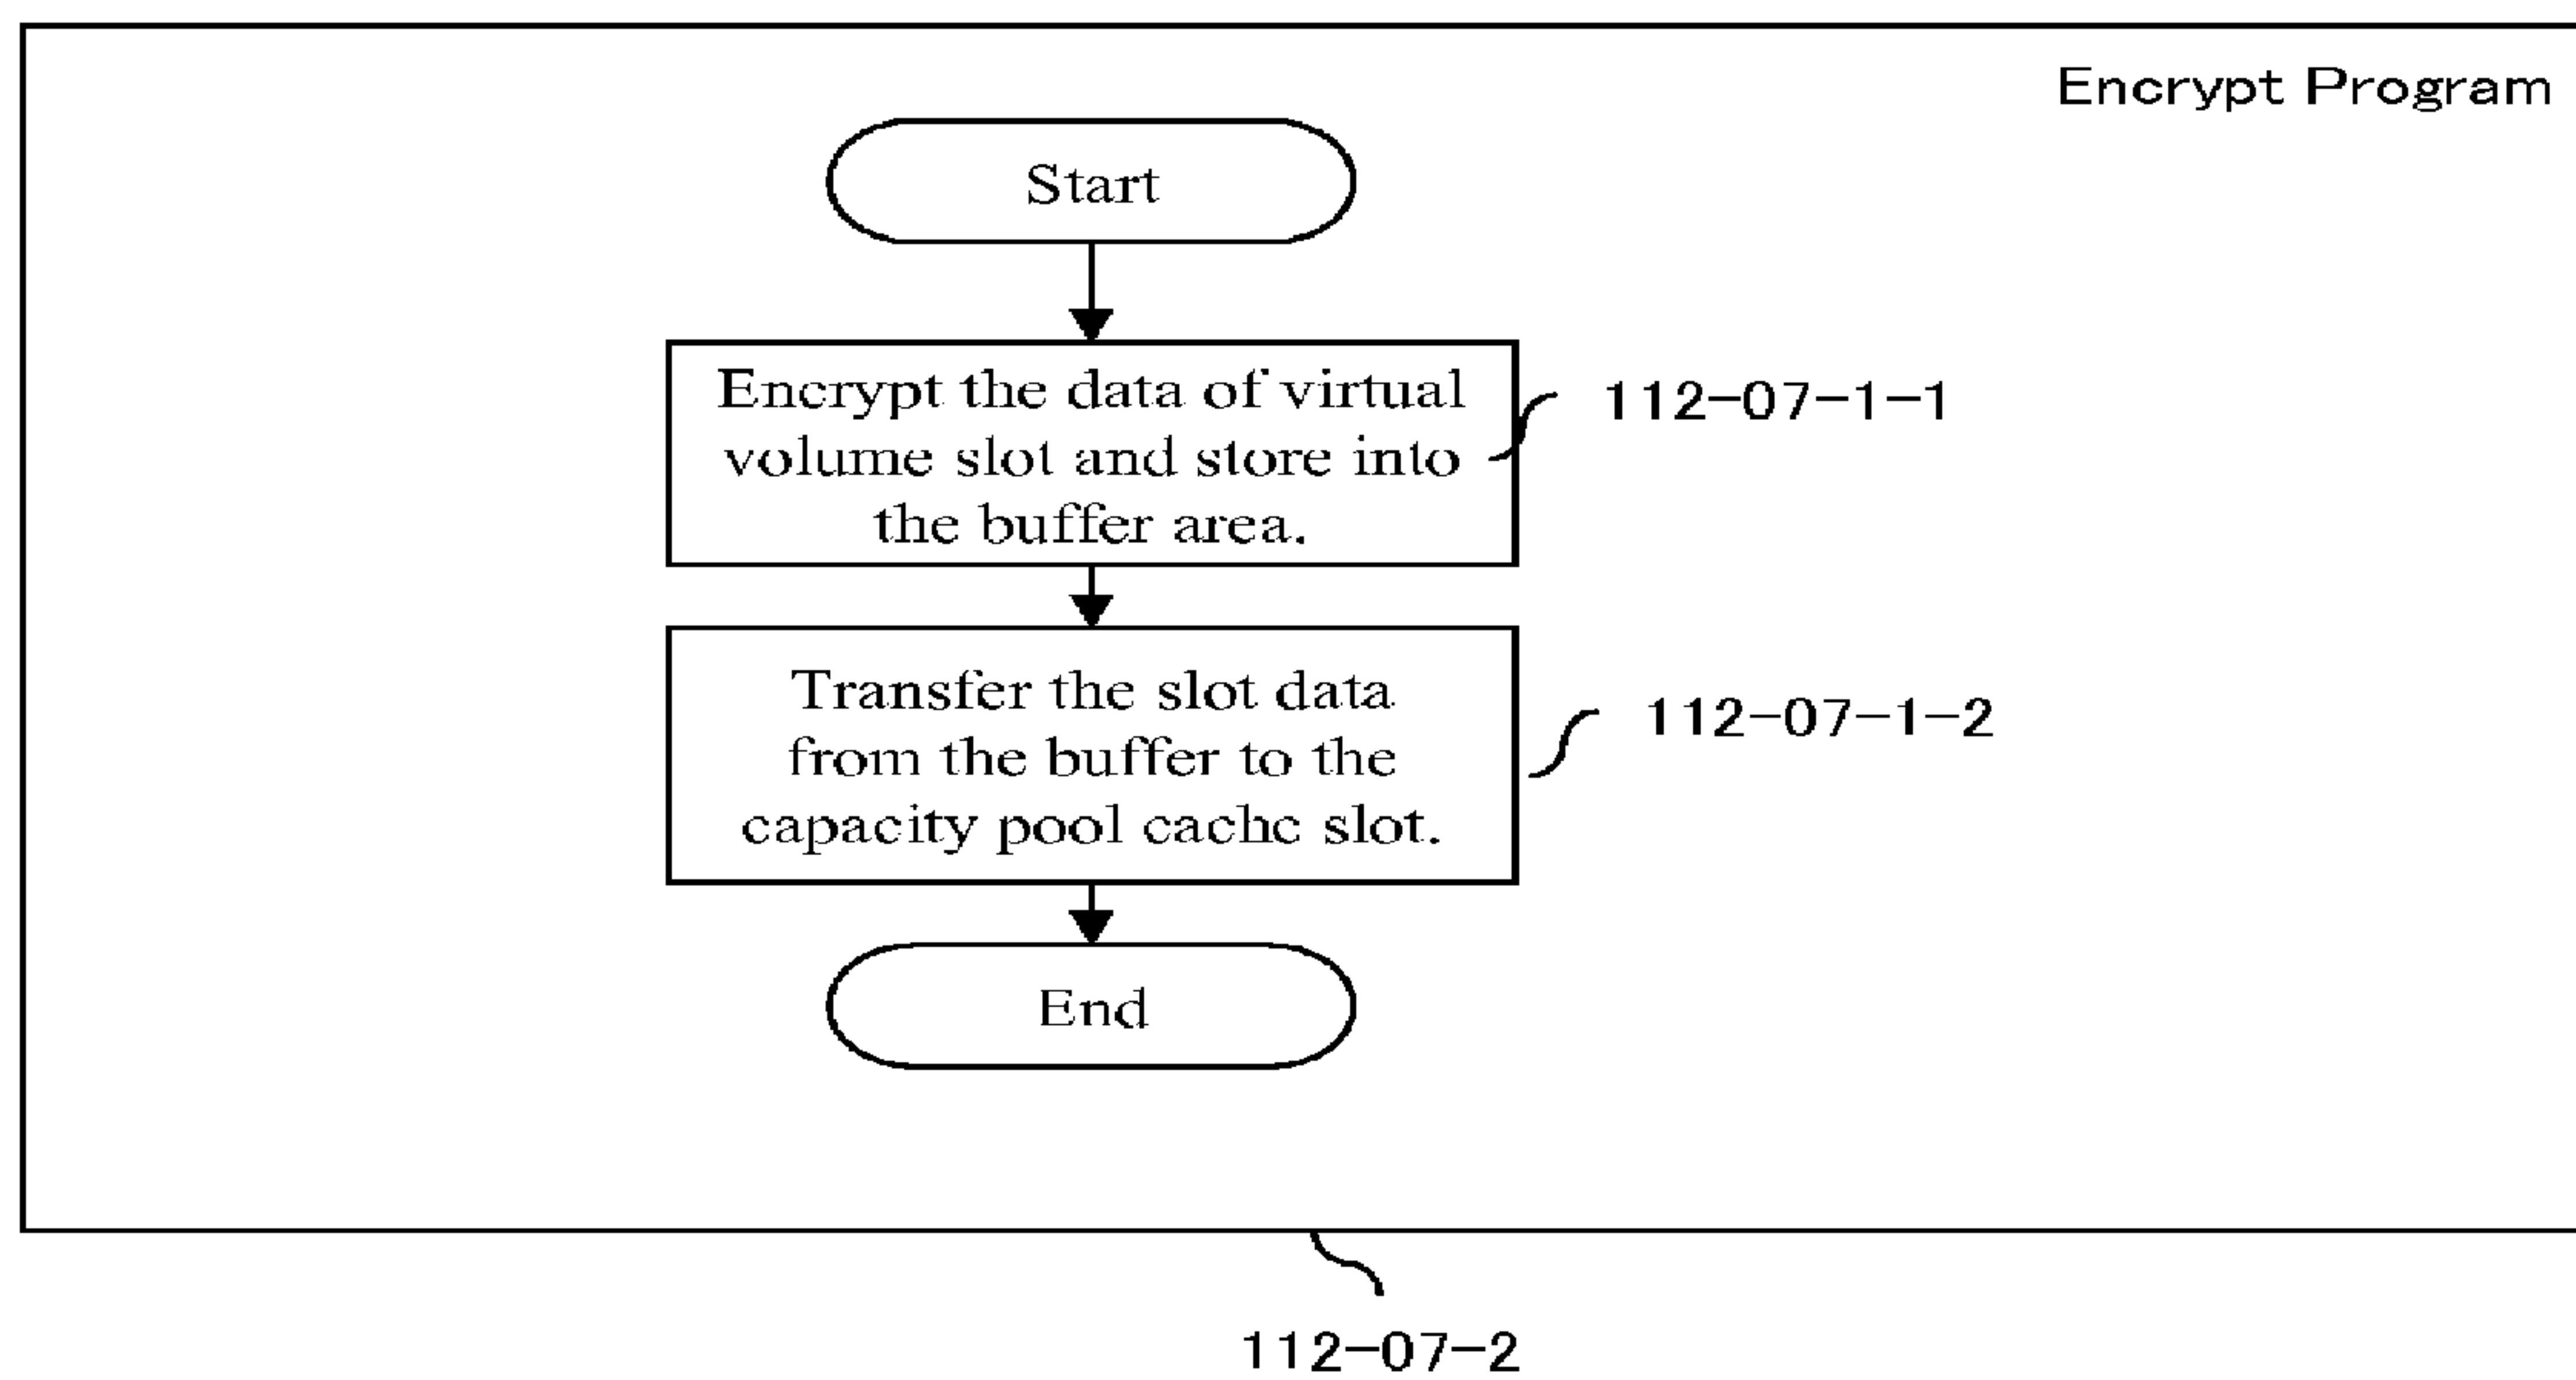 Encrypt Program
Start
Encrypt the data of virtual
volume slot and store into
the buffer area.
112-07-1-1
Transfer the slot data
from the buffer to the
capacity pool cache slot.
112-07-1-2
End
112-07-2